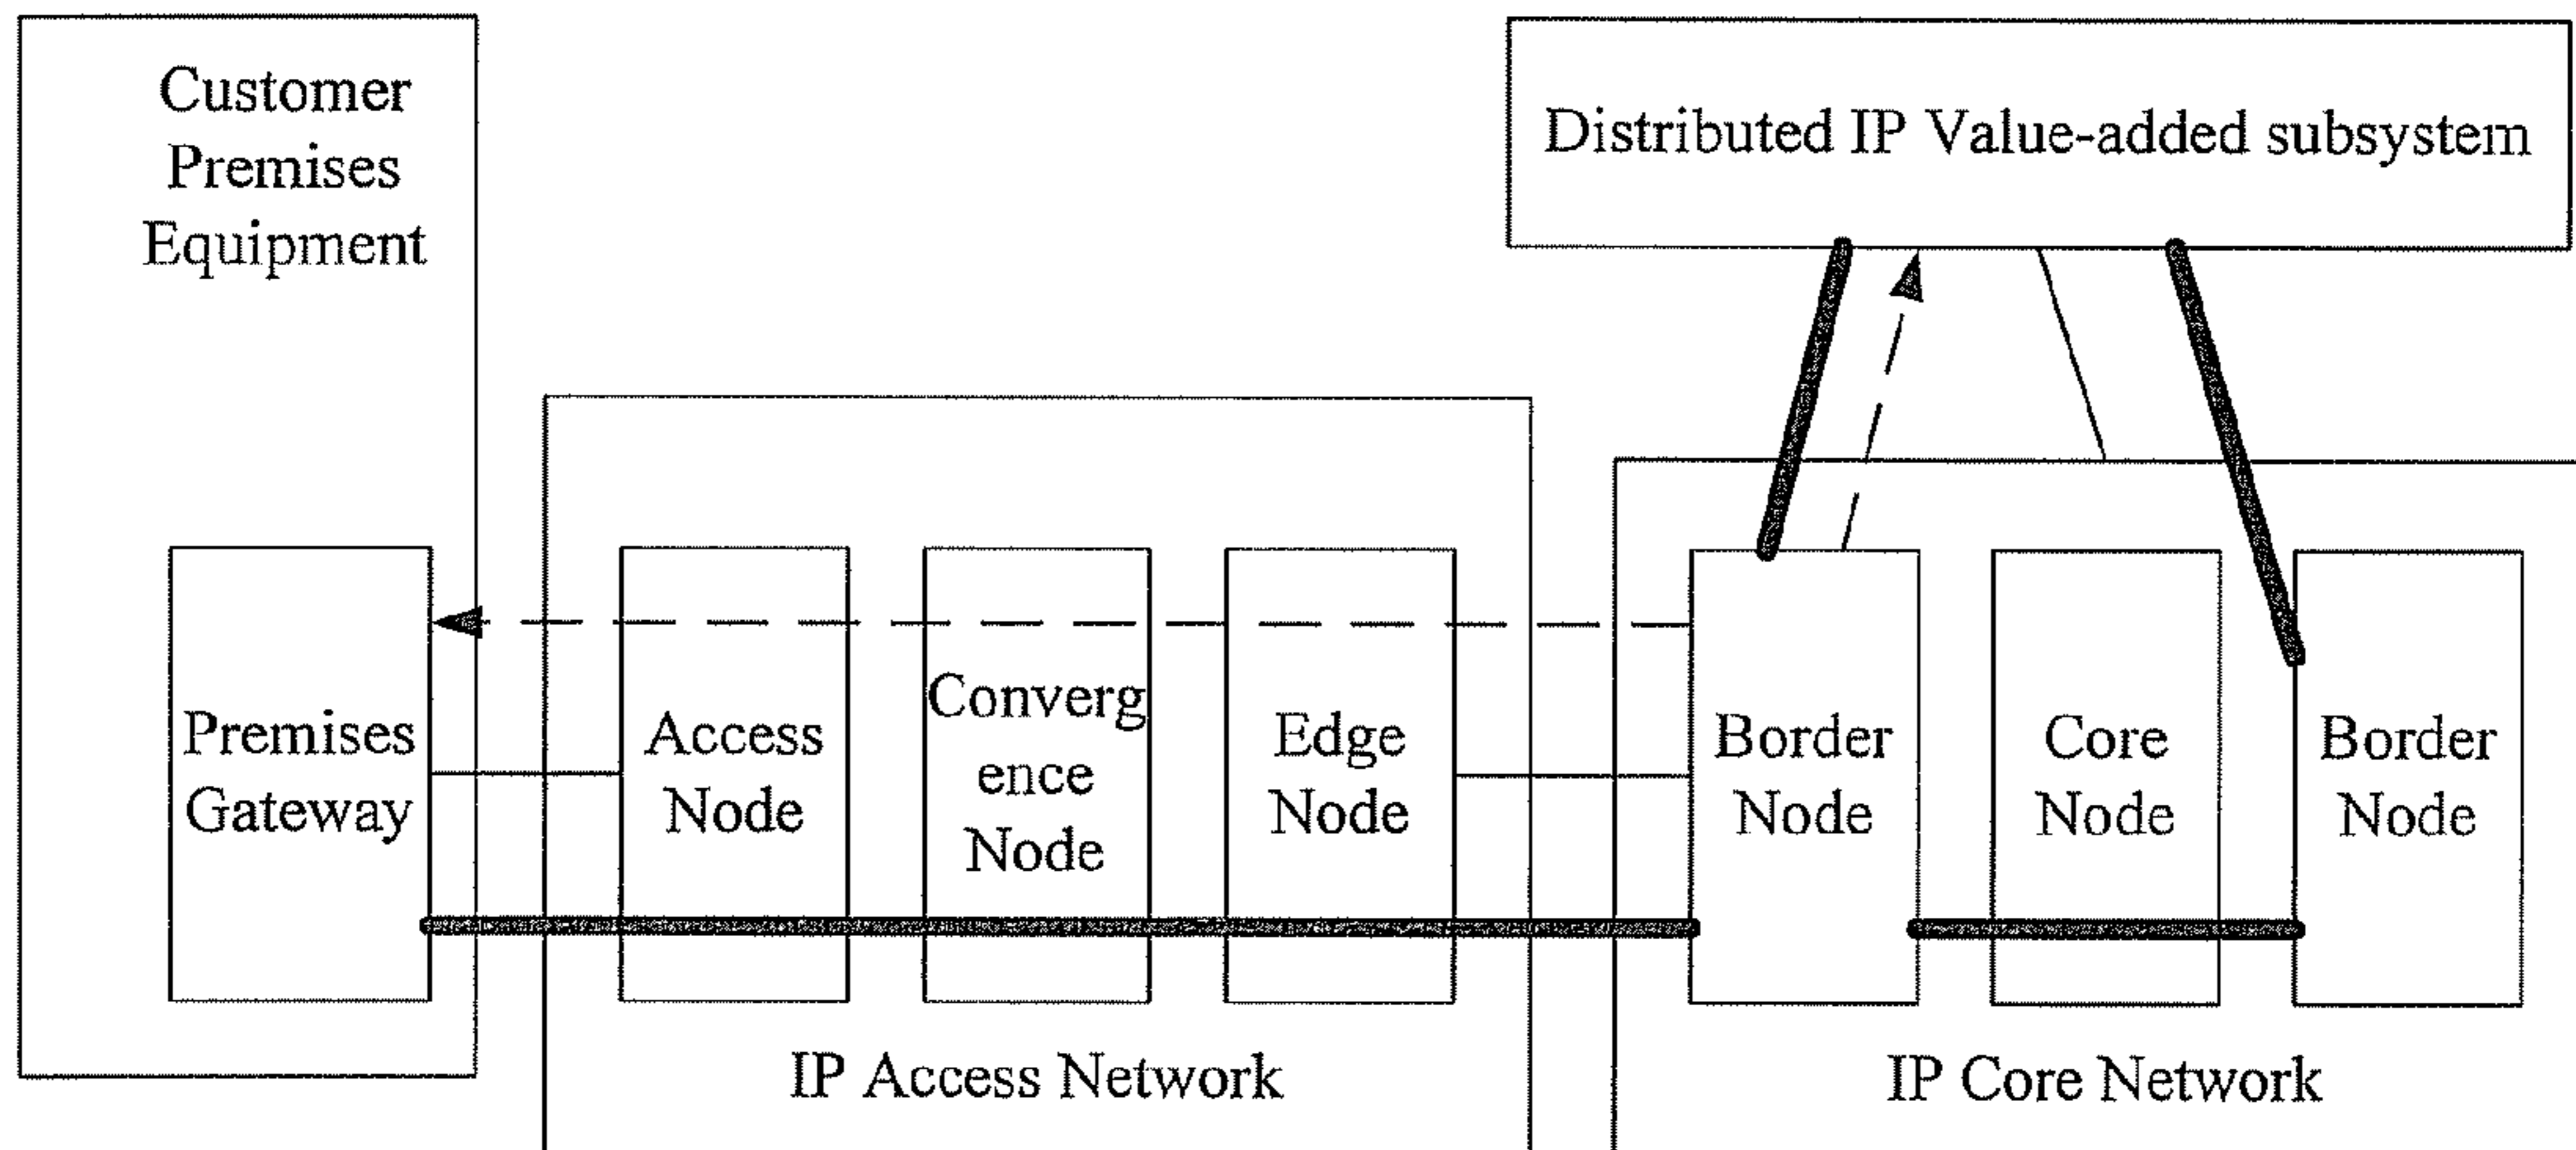 Customer
Premises
Equipment
Distributed IP Value-added subsystem
Premises
Gateway
Access
Node
Converg
ence
Node
Edge
Node
Border
Node
Core
Node
Border
Node
IP Access Network
IP Core Network